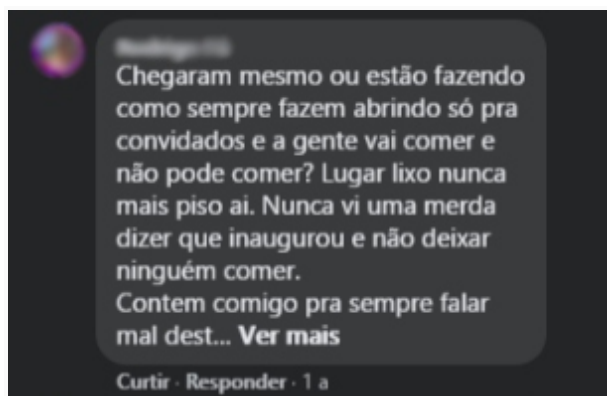 Chegaram mesmo ou estão fazendo
como sempre fazem abrindo só pra
convidados e a gente vai comer e
não pode comer? Lugar lixo nunca
mais piso ai. Nunca vi uma merda
dizer que inaugurou e não deixar
ninguém comer.
Contem comigo pra sempre falar
mal dest... Ver mais
Curtir · Responder · 1 a